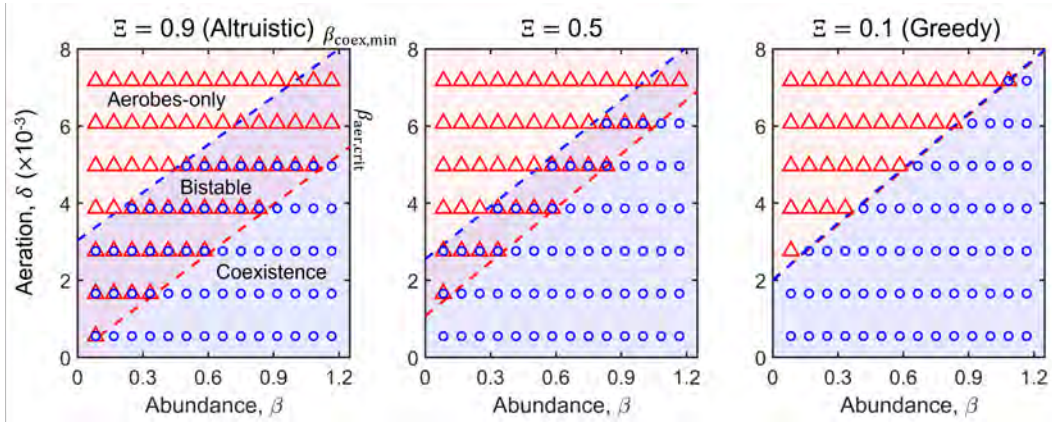 Ξ = 0.9 (Altruistic) βcoex,min
Ξ = 0.5
Ξ = 0.1 (Greedy)
Aeration, δ (×10⁻³)
8
6
4
2
0
Aerobes-only
Bistable
Coexistence
βaer,crit
0 0.3 0.6 0.9 1.2
Abundance, β
8
6
4
2
0
0 0.3 0.6 0.9 1.2
Abundance, β
8
6
4
2
0
0 0.3 0.6 0.9 1.2
Abundance, β